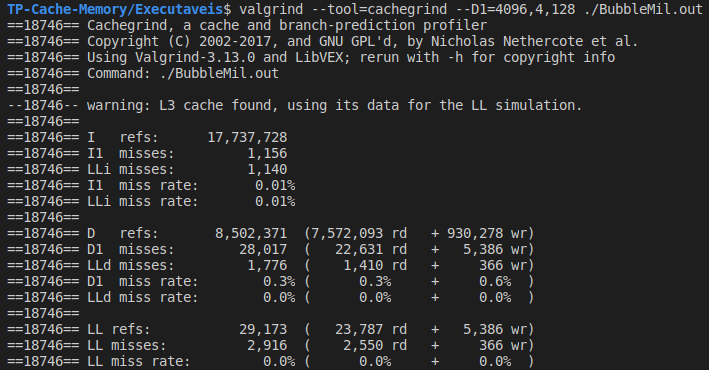 TP-Cache-Memory/Executaveis$ valgrind --tool=cachegrind --D1=4096,4,128 ./BubbleMil.out
==18746== Cachegrind, a cache and branch-prediction profiler
==18746== Copyright (C) 2002-2017, and GNU GPL'd, by Nicholas Nethercote et al.
==18746== Using Valgrind-3.13.0 and LibVEX; rerun with -h for copyright info
==18746== Command: ./BubbleMil.out
==18746==
--18746-- warning: L3 cache found, using its data for the LL simulation.
==18746==
==18746== I   refs:      17,737,728
==18746== I1  misses:         1,156
==18746== LLi misses:         1,140
==18746== I1  miss rate:       0.01%
==18746== LLi miss rate:       0.01%
==18746==
==18746== D   refs:       8,502,371  (7,572,093 rd   + 930,278 wr)
==18746== D1  misses:        28,017  (   22,631 rd   +   5,386 wr)
==18746== LLd misses:         1,776  (    1,410 rd   +     366 wr)
==18746== D1  miss rate:        0.3% (      0.3%     +     0.6%  )
==18746== LLd miss rate:        0.0% (      0.0%     +     0.0%  )
==18746==
==18746== LL refs:           29,173  (   23,787 rd   +   5,386 wr)
==18746== LL misses:          2,916  (    2,550 rd   +     366 wr)
==18746== LL miss rate:         0.0% (      0.0%     +     0.0%  )